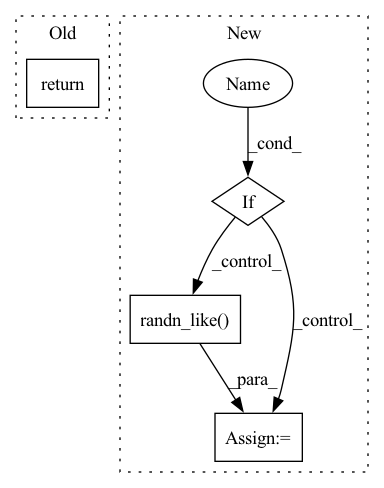 Old
New
return
Name
_cond_
If
_control_
_control_
randn_like()
_para_
Assign:=